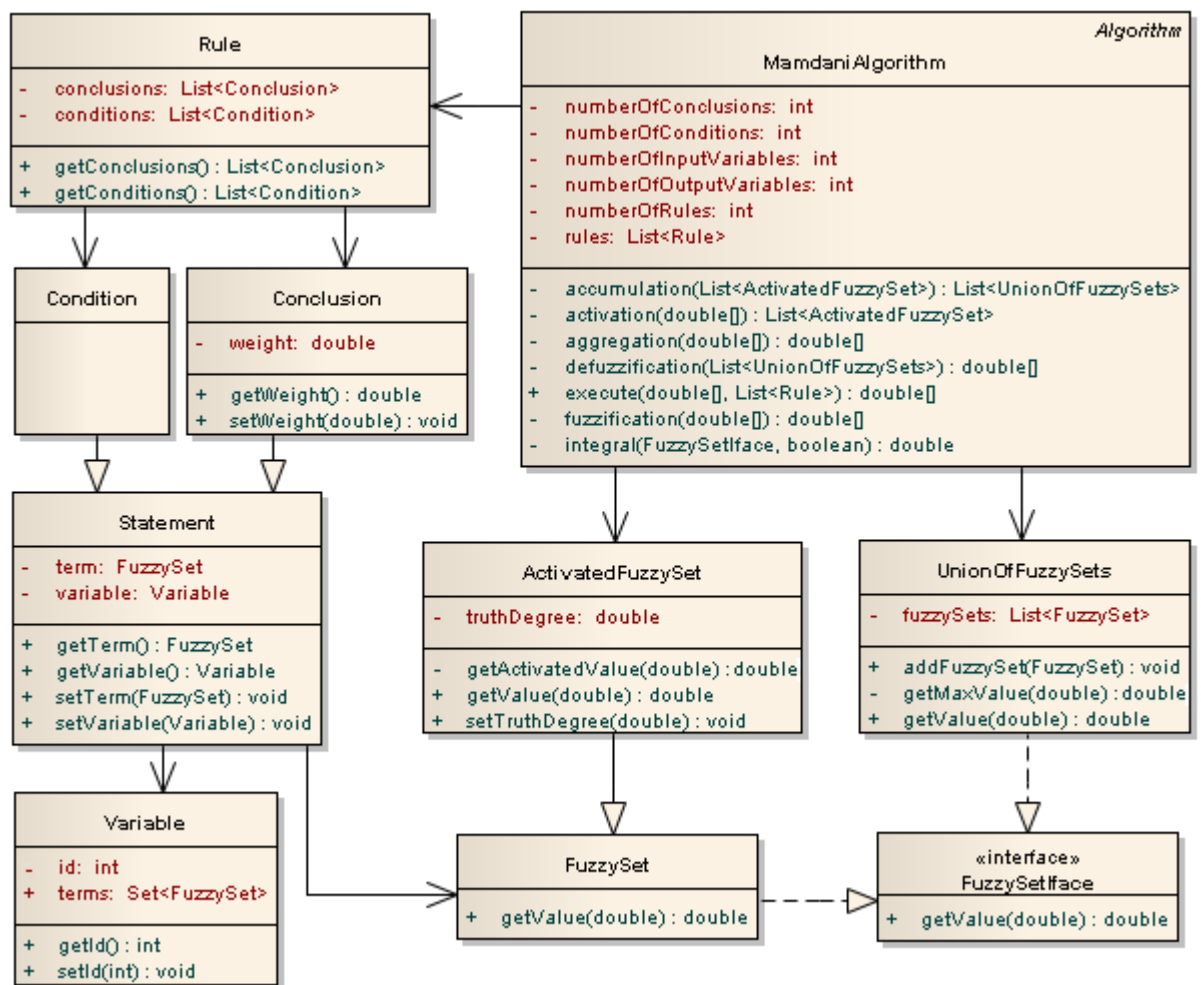 Rule
- conclusions: List<Conclusion>
- conditions: List<Condition>
+ getConclusions() : List<Conclusion>
+ getConditions() : List<Condition>
Algorithm
MamdaniAlgorithm
- numberOfConclusions: int
- numberOfConditions: int
- numberOfInputVariables: int
- numberOfOutputVariables: int
- numberOfRules: int
- rules: List<Rule>
- accumulation(List<ActivatedFuzzySet>) : List<UnionOfFuzzySets>
- activation(double[]) : List<ActivatedFuzzySet>
- aggregation(double[]) : double[]
- defuzzification(List<UnionOfFuzzySets>) : double[]
+ execute(double[], List<Rule>) : double[]
- fuzzification(double[]) : double[]
- integral(FuzzySetIface, boolean) : double
Condition
Conclusion
- weight: double
+ getWeight() : double
+ setWeight(double) : void
Statement
- term: FuzzySet
- variable: Variable
+ getTerm() : FuzzySet
+ getVariable() : Variable
+ setTerm(FuzzySet) : void
+ setVariable(Variable) : void
ActivatedFuzzySet
- truthDegree: double
- getActivatedValue(double) : double
+ getValue(double) : double
+ setTruthDegree(double) : void
UnionOfFuzzySets
- fuzzySets: List<FuzzySet>
+ addFuzzySet(FuzzySet) : void
- getMaxValue(double) : double
+ getValue(double) : double
Variable
- id: int
+ terms: Set<FuzzySet>
+ getId() : int
+ setId(int) : void
FuzzySet
+ getValue(double) : double
«interface»
FuzzySetIface
+ getValue(double) : double